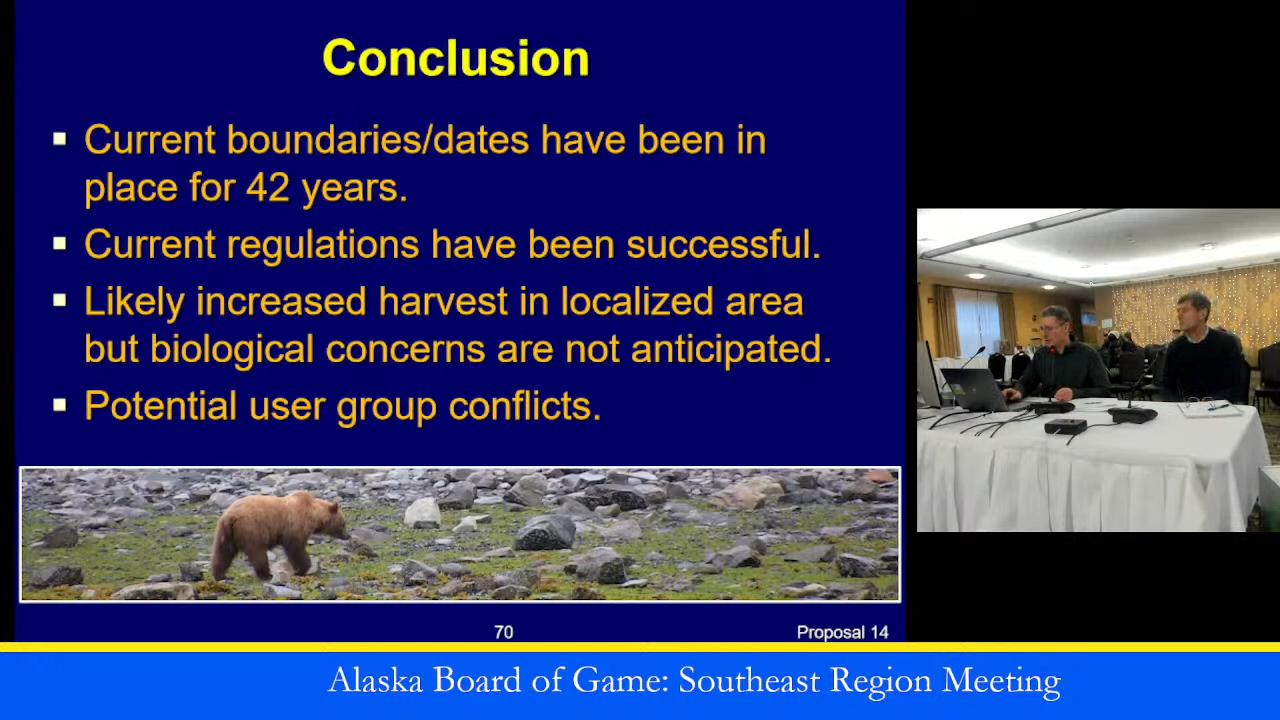 Conclusion
Current boundaries/dates have been in
place for 42 years.
Current regulations have been successful.
Likely increased harvest in localized area
but biological concerns are not anticipated.
Potential user group conflicts.
70
Proposal 14
Alaska Board of Game: Southeast Region Meeting